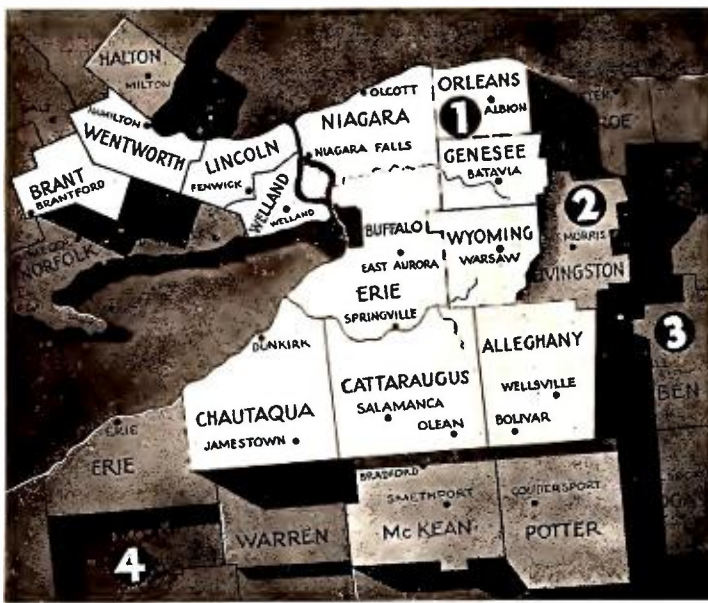 HALTON
MILTON
HAMILTON
WENTWORTH
LINCOLN
FENWICK
BRANT
BRANTFORD
WELLAND
WELLAND
NORFOLK
OLCOTT
NIAGARA
NIAGARA FALLS
ORLEANS
1
ALBION
GENESEE
BATAVIA
2
MORRIS
BUFFALO
EAST AURORA
WYOMING
WARSAW
ERIE
SPRINGVILLE
3
DUNKIRK
CHAUTAQUA
JAMESTOWN
CATTARAUGUS
SALAMANCA
OLEAN
ALLEGHANY
WELLSVILLE
BOLIVAR
ERIE
ERIE
BRADFORD
SMETHPORT
COUDERSPORT
WARREN
McKEAN
POTTER
4